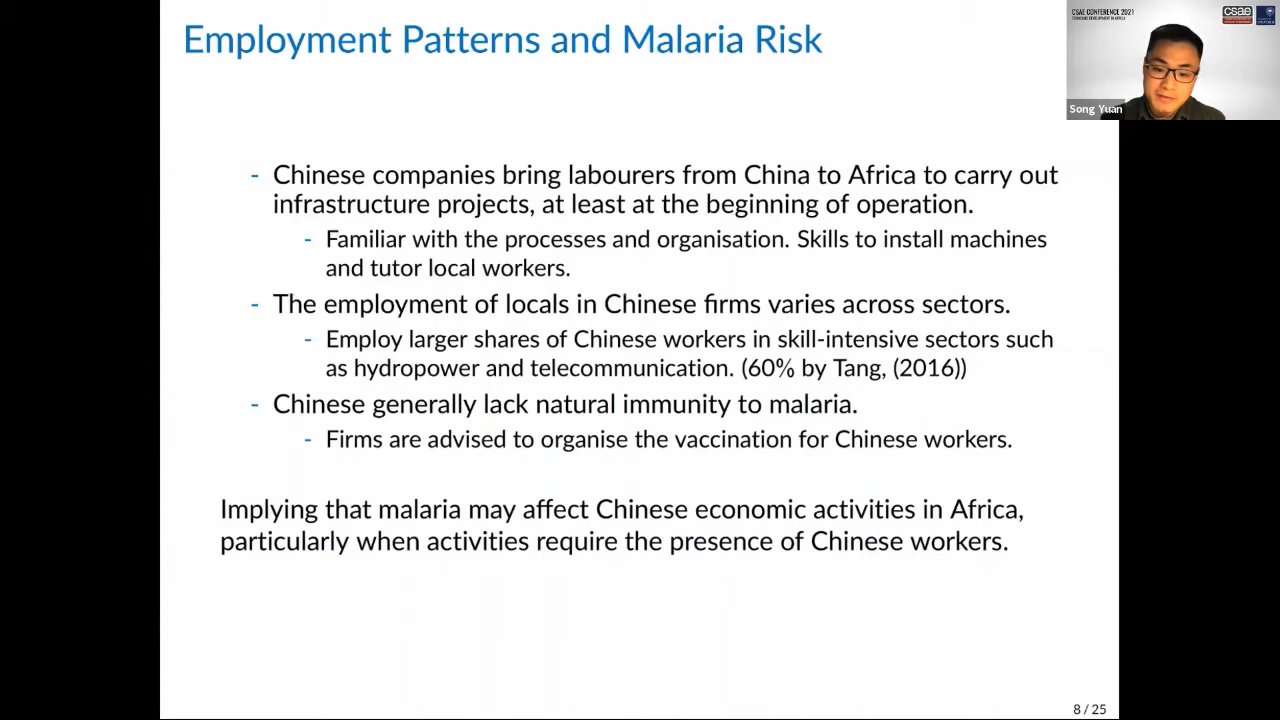 Employment Patterns and Malaria Risk
CSAE CONFERENCE 2021
ECONOMIC DEVELOPMENT IN AFRICA
csae
Song Yuan
- Chinese companies bring labourers from China to Africa to carry out
infrastructure projects, at least at the beginning of operation.
- Familiar with the processes and organisation. Skills to install machines
and tutor local workers.
- The employment of locals in Chinese firms varies across sectors.
- Employ larger shares of Chinese workers in skill-intensive sectors such
as hydropower and telecommunication. (60% by Tang, (2016))
- Chinese generally lack natural immunity to malaria.
- Firms are advised to organise the vaccination for Chinese workers.
Implying that malaria may affect Chinese economic activities in Africa,
particularly when activities require the presence of Chinese workers.
8 / 25